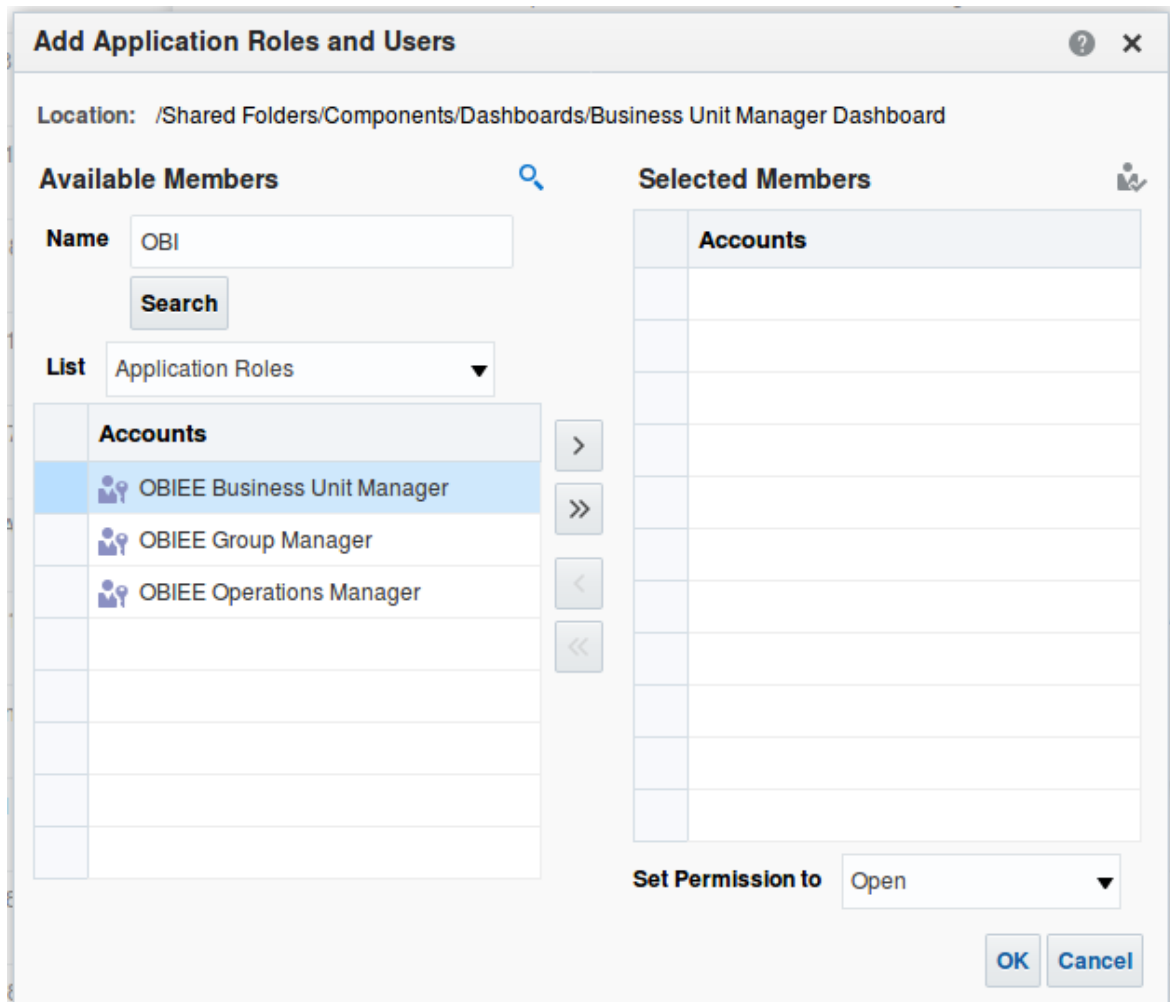 Add Application Roles and Users
Location: /Shared Folders/Components/Dashboards/Business Unit Manager Dashboard
Available Members
Name OBI
Search
List Application Roles
Accounts
OBIEE Business Unit Manager
OBIEE Group Manager
OBIEE Operations Manager
Selected Members
Accounts
Set Permission to Open
OK Cancel